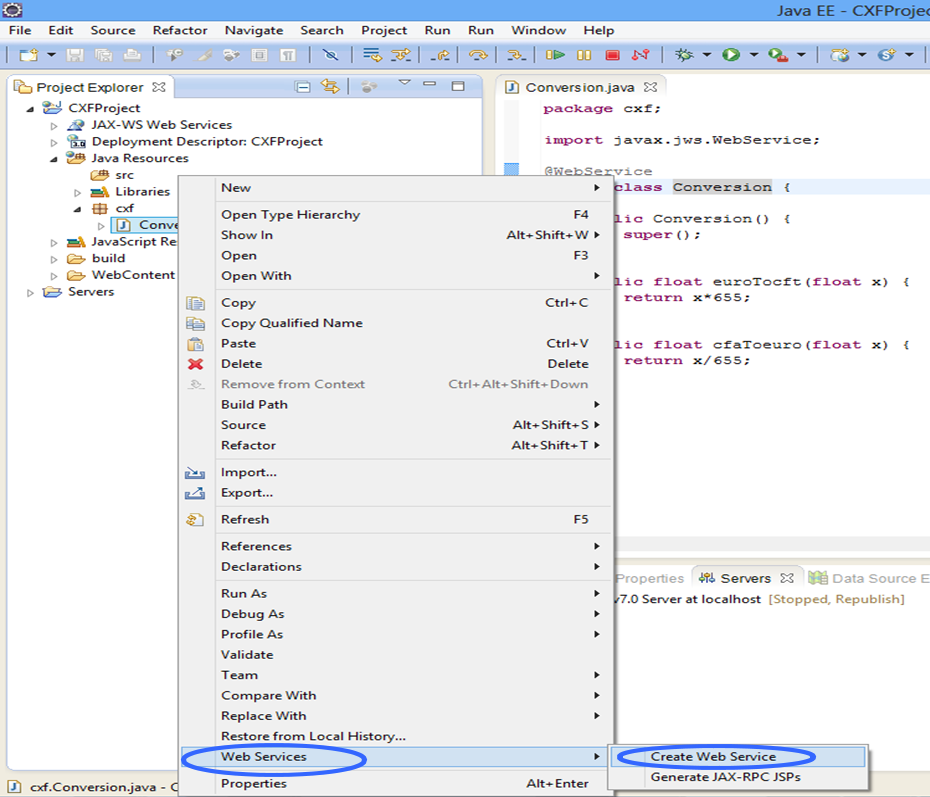 Java EE - CXFProjec
File Edit Source Refactor Navigate Search Project Run Run Window Help
Project Explorer
CXFProject
JAX-WS Web Services
Deployment Descriptor: CXFProject
Java Resources
src
Libraries
cxf
Conve
JavaScript Re
build
WebContent
Servers
New
Open Type Hierarchy F4
Show In Alt+Shift+W
Open F3
Open With
Copy Ctrl+C
Copy Qualified Name
Paste Ctrl+V
Delete Delete
Remove from Context Ctrl+Alt+Shift+Down
Build Path
Source Alt+Shift+S
Refactor Alt+Shift+T
Import...
Export...
Refresh F5
References
Declarations
Run As
Debug As
Profile As
Validate
Team
Compare With
Replace With
Restore from Local History...
Web Services
Properties Alt+Enter
Create Web Service
Generate JAX-RPC JSPs
Conversion.java
package cxf;
import javax.jws.WebService;
@WebService
class Conversion {
lic Conversion() {
super();
lic float euroTocft(float x) {
return x*655;
lic float cfaToeuro(float x) {
return x/655;
Properties Servers Data Source E
v7.0 Server at localhost [Stopped, Republish]
cxf.Conversion.java - C